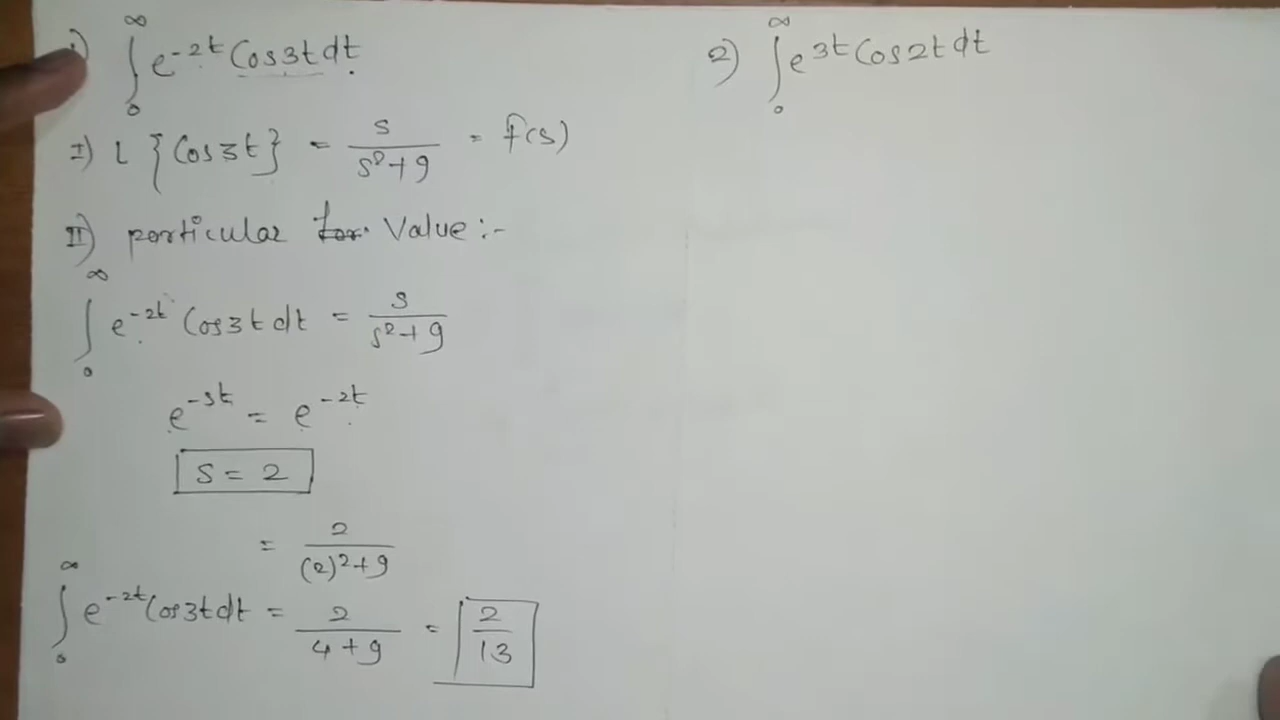 1) ∫₀^∞ e^-2t Cos3t dt
I) L {Cos3t} = s/(s²+9) = f̄(s)
II) particular for Value:-
∫₀^∞ e^-2t Cos3t dt = s/(s²+9)
e^-st = e^-2t
S = 2
= 2/((2)²+9)
∫₀^∞ e^-2t Cos3t dt = 2/(4+9) = 2/13
2) ∫₀^∞ e^3t Cos2t dt